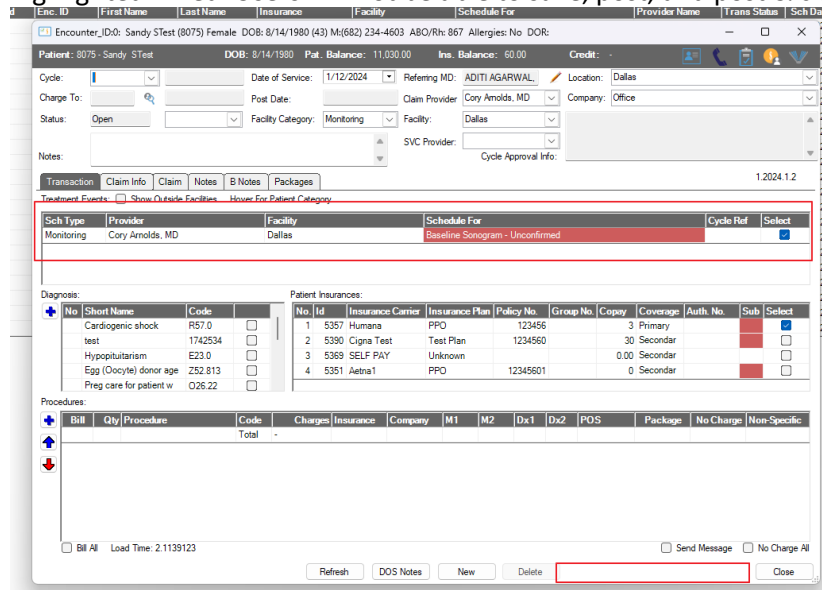 Enc. ID First Name Last Name Insurance Facility Schedule For Provider Name Trans Status Sch Da
Encounter_ID:0: Sandy STest (8075) Female DOB: 8/14/1980 (43) M:(682) 234-4603 ABO/Rh: 867 Allergies: No DOR:
Patient: 8075 - Sandy STest DOB: 8/14/1980 Pat. Balance: 11,030.00 Ins. Balance: 60.00 Credit: -
Cycle: Date of Service: 1/12/2024 Referring MD: ADITI AGARWAL, Location: Dallas
Charge To: Post Date: Claim Provider Cory Arnolds, MD Company: Office
Status: Open Facility Category: Monitoring Facility: Dallas
SVC Provider:
Notes: Cycle Approval Info:
Transaction Claim Info Claim Notes B Notes Packages 1.2024.1.2
Treatment Events: Show Outside Facilities Hover For Patient Category
Sch Type Provider Facility Schedule For Cycle Ref Select
Monitoring Cory Arnolds, MD Dallas Baseline Sonogram - Unconfirmed
Diagnosis: Patient Insurances:
No Short Name Code No. Id Insurance Carrier Insurance Plan Policy No. Group No. Copay Coverage Auth. No. Sub Select
Cardiogenic shock R57.0 1 5357 Humana PPO 123456 3 Primary
test 1742534 2 5390 Cigna Test Test Plan 1234560 30 Secondar
Hypopituitarism E23.0 3 5369 SELF PAY Unknown 0.00 Secondar
Egg (Oocyte) donor age Z52.813 4 5351 Aetna1 PPO 12345601 0 Secondar
Preg care for patient w O26.22
Procedures:
Bill Qty Procedure Code Charges Insurance Company M1 M2 Dx1 Dx2 POS Package No Charge Non-Specific
Total -
Bill All Load Time: 2.1139123 Send Message No Charge All
Refresh DOS Notes New Delete Close